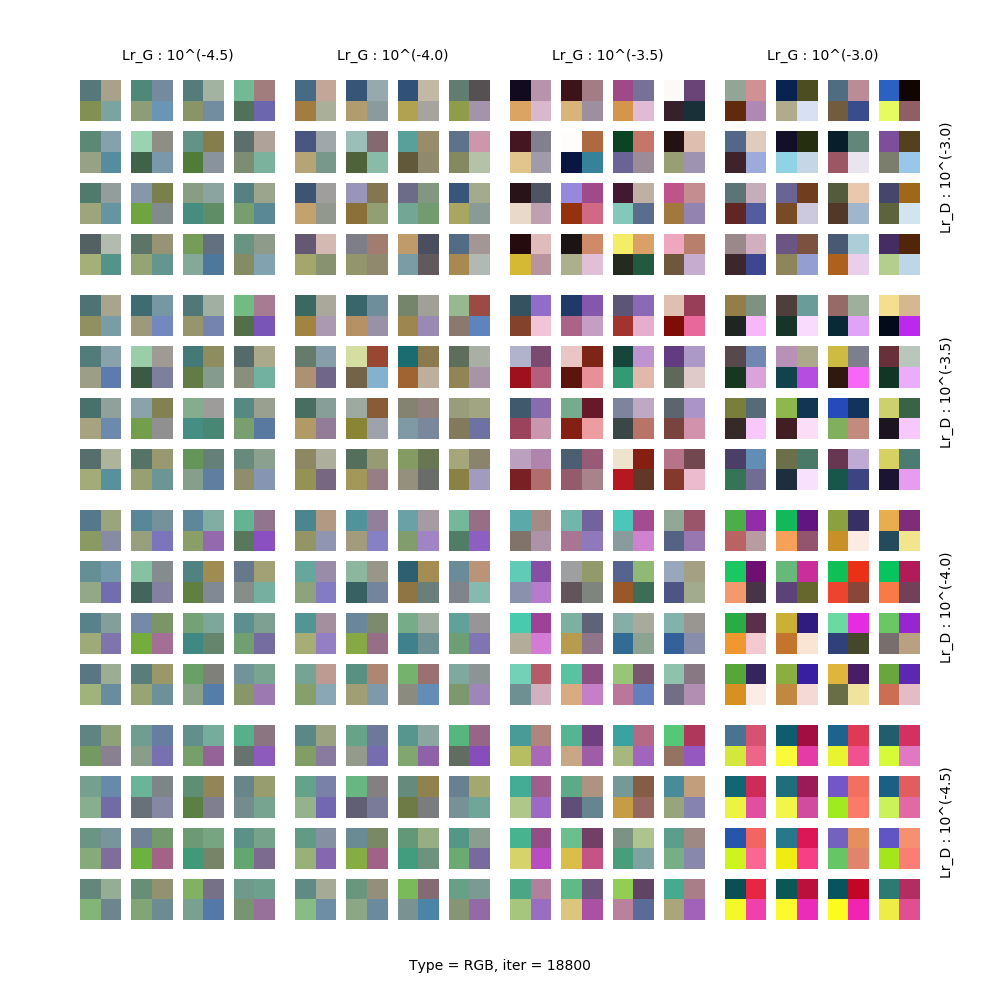 Lr_G : 10^(-4.5)
Lr_G : 10^(-4.0)
Lr_G : 10^(-3.5)
Lr_G : 10^(-3.0)
Lr_D : 10^(-3.0)
Lr_D : 10^(-3.5)
Lr_D : 10^(-4.0)
Lr_D : 10^(-4.5)
Type = RGB, iter = 18800